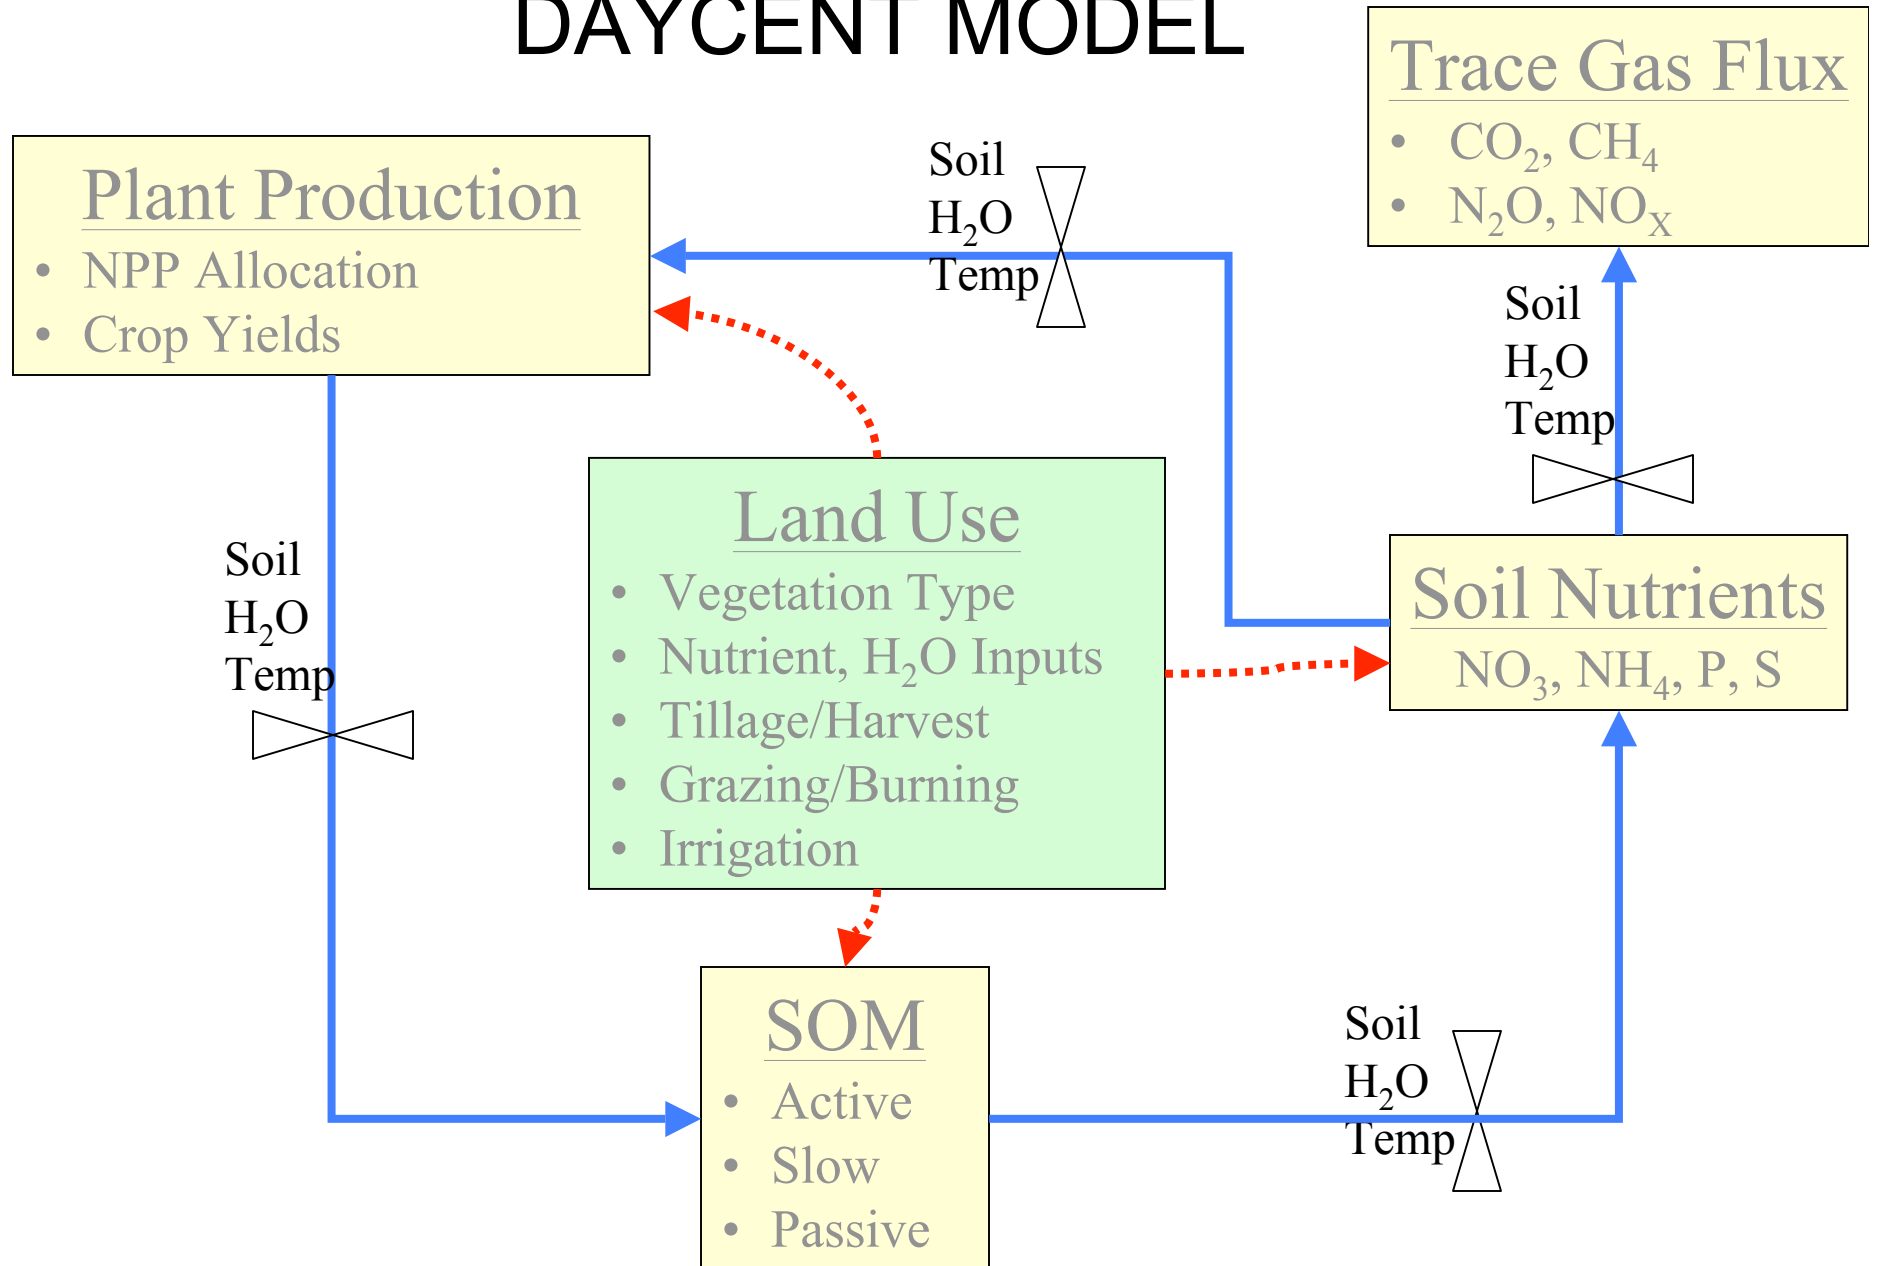 DAYCENT MODEL
Trace Gas Flux
• CO₂, CH₄
• N₂O, NOₓ
Plant Production
• NPP Allocation
• Crop Yields
Soil
H₂O
Temp
Soil
H₂O
Temp
Land Use
• Vegetation Type
• Nutrient, H₂O Inputs
• Tillage/Harvest
• Grazing/Burning
• Irrigation
Soil
H₂O
Temp
Soil Nutrients
NO₃, NH₄, P, S
SOM
• Active
• Slow
• Passive
Soil
H₂O
Temp